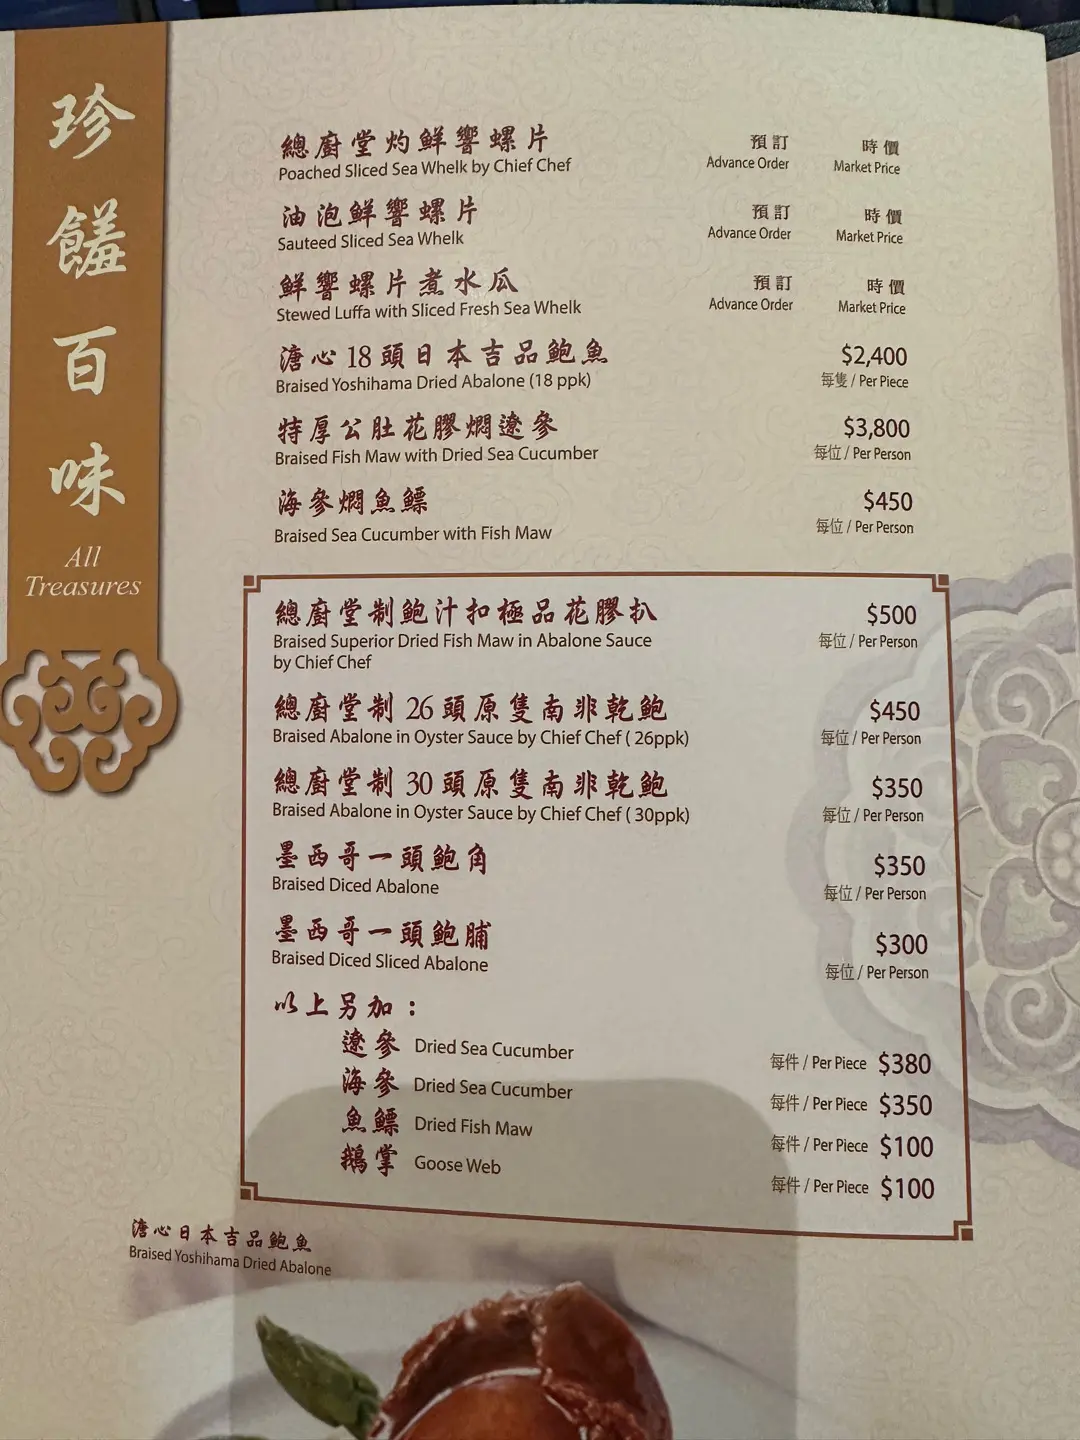 珍饈百味
All
Treasures
總廚堂灼鮮響螺片 預訂 時價
Poached Sliced Sea Whelk by Chief Chef Advance Order Market Price
油泡鮮響螺片 預訂 時價
Sauteed Sliced Sea Whelk Advance Order Market Price
鮮響螺片煮水瓜 預訂 時價
Stewed Luffa with Sliced Fresh Sea Whelk Advance Order Market Price
溏心18頭日本吉品鮑魚 $2,400
Braised Yoshihama Dried Abalone (18 ppk) 每隻 / Per Piece
特厚公肚花膠燜遼參 $3,800
Braised Fish Maw with Dried Sea Cucumber 每位 / Per Person
海參燜魚鰾 $450
Braised Sea Cucumber with Fish Maw 每位 / Per Person
總廚堂制鮑汁扣極品花膠扒 $500
Braised Superior Dried Fish Maw in Abalone Sauce 每位 / Per Person
by Chief Chef
總廚堂制26頭原隻南非乾鮑 $450
Braised Abalone in Oyster Sauce by Chief Chef ( 26ppk) 每位 / Per Person
總廚堂制30頭原隻南非乾鮑 $350
Braised Abalone in Oyster Sauce by Chief Chef ( 30ppk) 每位 / Per Person
墨西哥一頭鮑角 $350
Braised Diced Abalone 每位 / Per Person
墨西哥一頭鮑脯 $300
Braised Diced Sliced Abalone 每位 / Per Person
以上另加：
遼參 Dried Sea Cucumber 每件 / Per Piece $380
海參 Dried Sea Cucumber 每件 / Per Piece $350
魚鰾 Dried Fish Maw 每件 / Per Piece $100
鵝掌 Goose Web 每件 / Per Piece $100
溏心日本吉品鮑魚
Braised Yoshihama Dried Abalone